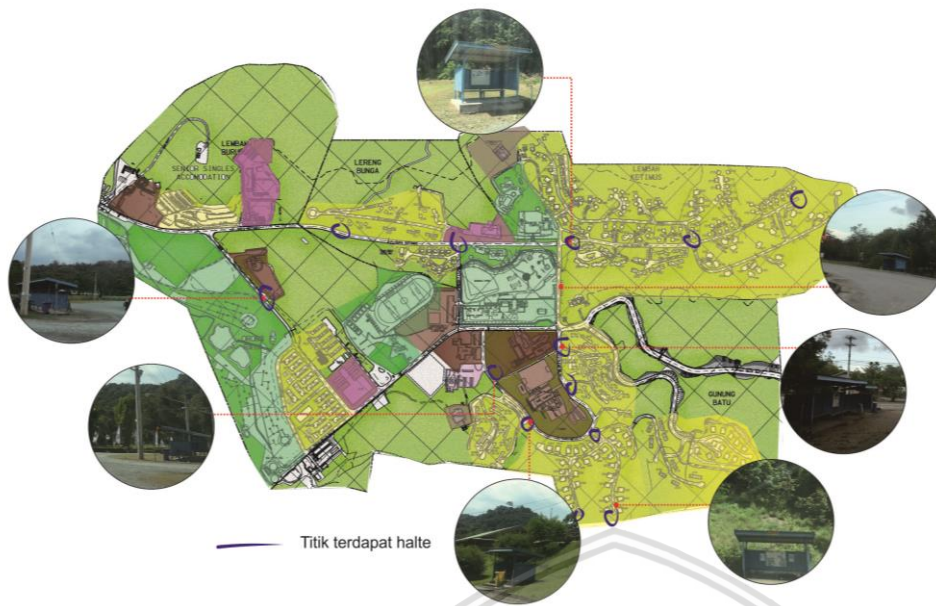 LEMBAH
BURUNG
SENIOR SINGLES
ACCOMODATION
LERENG
BUNGA
LEMBAH
KETIMUS
GUNUNG
BATU
Titik terdapat halte